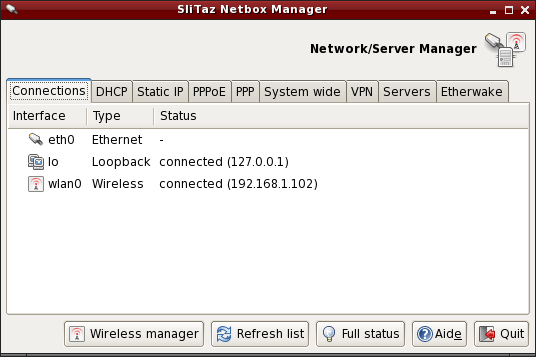 SliTaz Netbox Manager
Network/Server Manager
Connections DHCP Static IP PPPoE PPP System wide VPN Servers Etherwake
Interface Type Status
eth0 Ethernet -
lo Loopback connected (127.0.0.1)
wlan0 Wireless connected (192.168.1.102)
Wireless manager Refresh list Full status Aide Quit